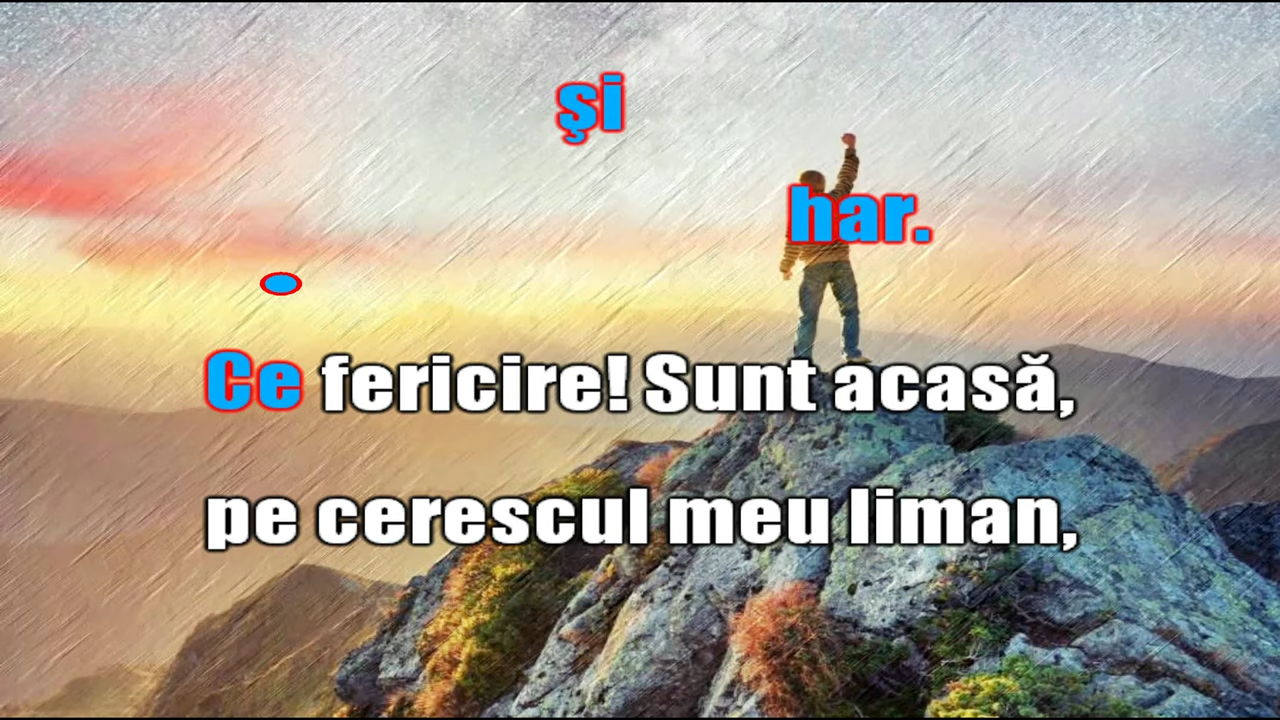 şi
har.
Ce fericire! Sunt acasă,
pe cerescul meu liman,